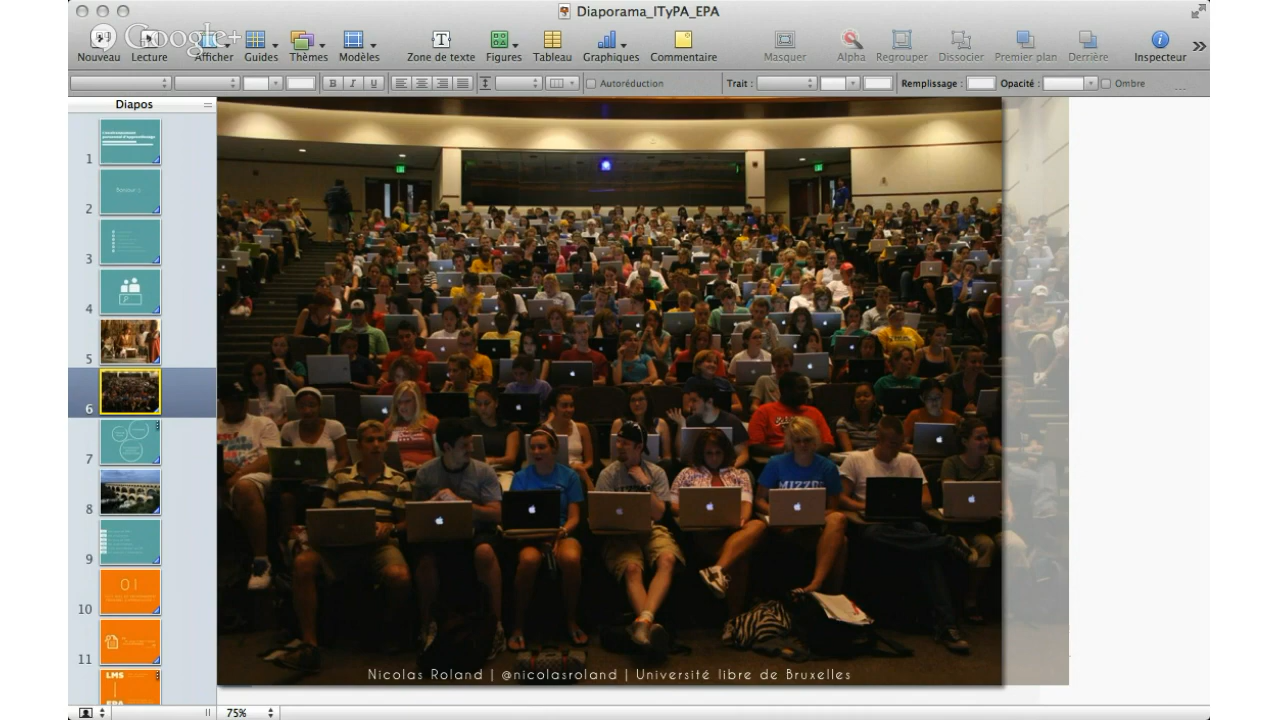 Diaporama_ITyPA_EPA
Google+
Nouveau Lecture Afficher Guides Thèmes Modèles Zone de texte Figures Tableau Graphiques Commentaire Masquer Alpha Regrouper Dissocier Premier plan Derrière Inspecteur
B I U Autoréduction Trait : Remplissage : Opacité : Ombre
Diapos
1
2
Bonjour :)
3
4
5
6
7
8
9
01
10
11
LMS
EPA
MIZZOU
Nicolas Roland | @nicolasroland | Université libre de Bruxelles
75%